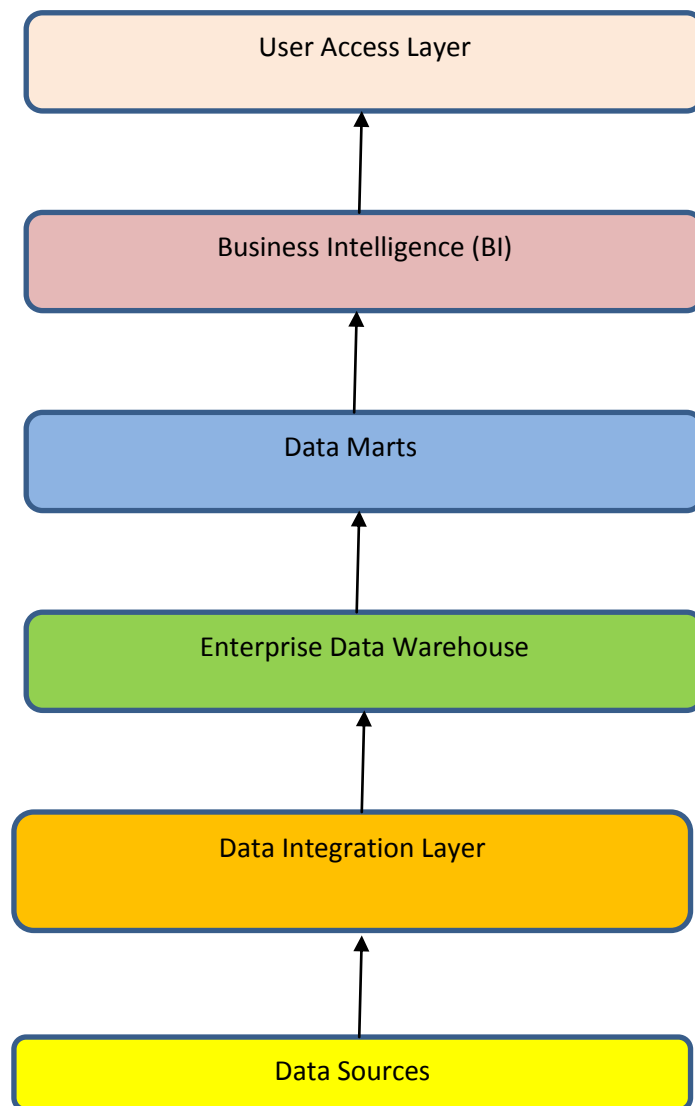 User Access Layer
Business Intelligence (BI)
Data Marts
Enterprise Data Warehouse
Data Integration Layer
Data Sources